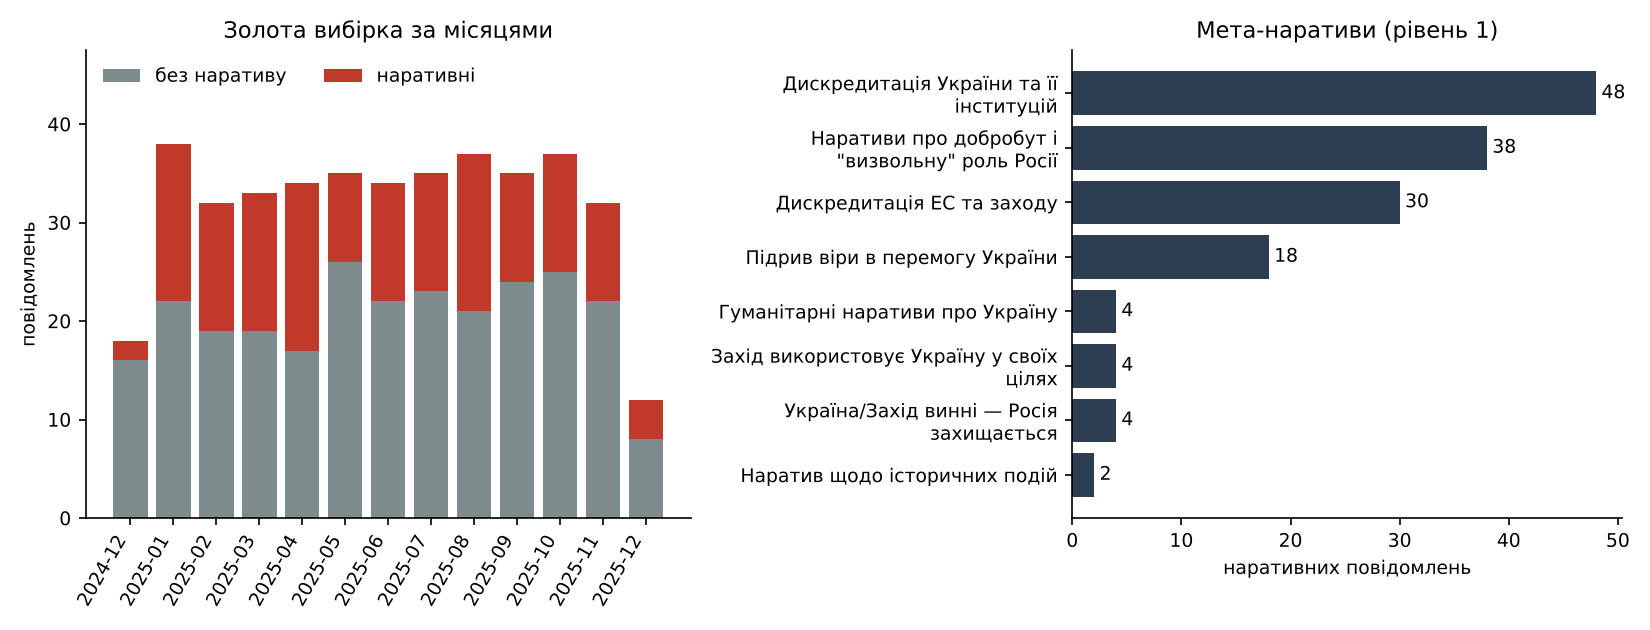 Золота вибірка за місяцями
без наративу
наративні
повідомлень
40
30
20
10
0
2024-12
2025-01
2025-02
2025-03
2025-04
2025-05
2025-06
2025-07
2025-08
2025-09
2025-10
2025-11
2025-12
Мета-наративи (рівень 1)
Дискредитація України та її
інституцій
48
Наративи про добробут і
"визвольну" роль Росії
38
Дискредитація ЕС та заходу
30
Підрив віри в перемогу України
18
Гуманітарні наративи про Україну
4
Захід використовує Україну у своїх
цілях
4
Україна/Захід винні — Росія
захищається
4
Наратив щодо історичних подій
2
0
10
20
30
40
50
наративних повідомлень